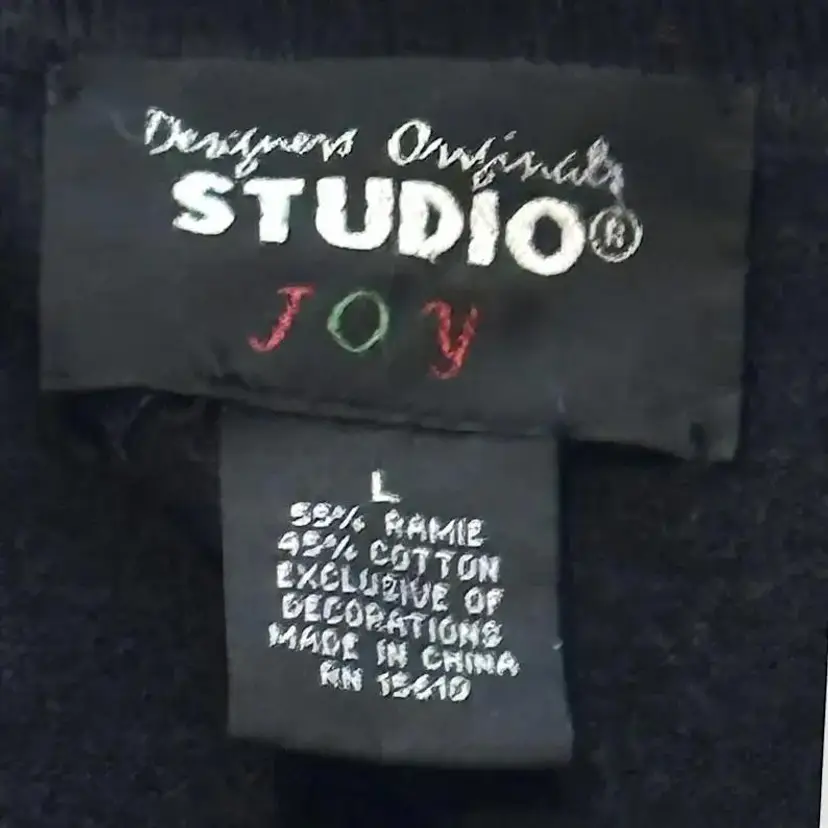 Designers Originals
STUDIO®
JOY
L
55% RAMIE
45% COTTON
EXCLUSIVE OF
DECORATIONS
MADE IN CHINA
RN 15610